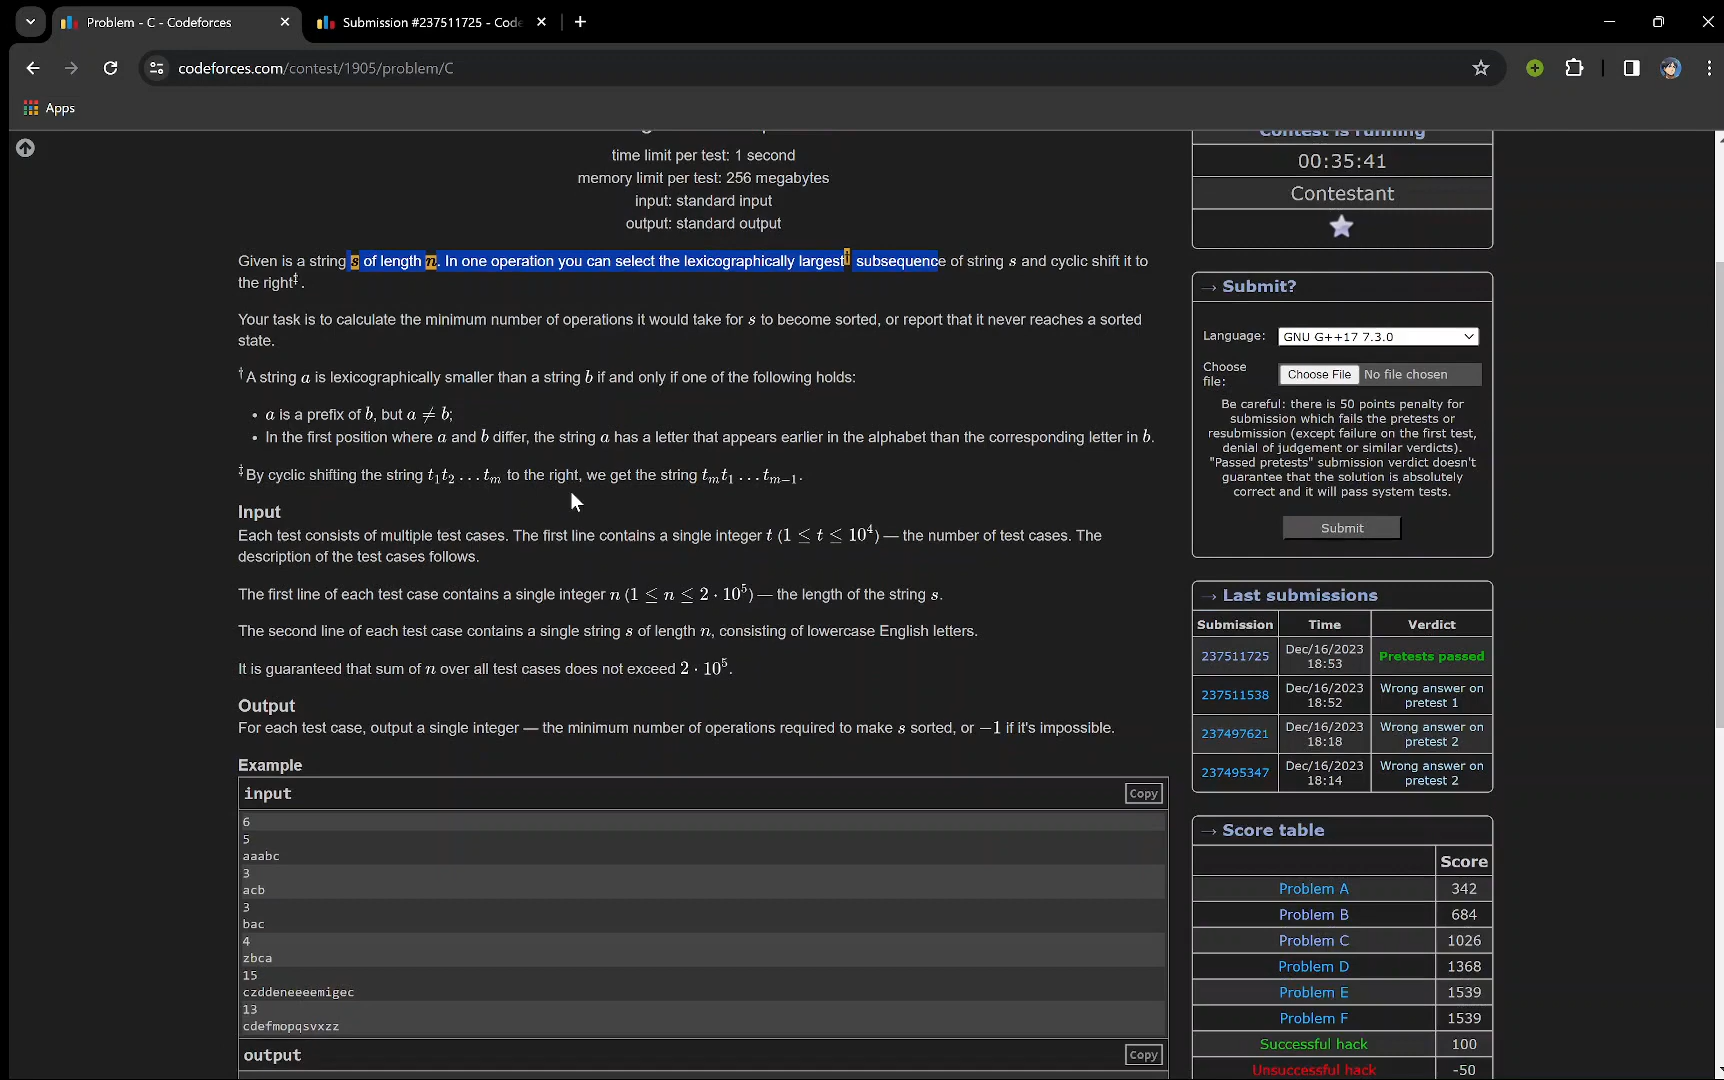 Problem - C - Codeforces
Submission #237511725 - Code
codeforces.com/contest/1905/problem/C
Apps
time limit per test: 1 second
memory limit per test: 256 megabytes
input: standard input
output: standard output
Given is a string s of length n. In one operation you can select the lexicographically largest† subsequence of string s and cyclic shift it to
the right‡.
Your task is to calculate the minimum number of operations it would take for s to become sorted, or report that it never reaches a sorted
state.
† A string a is lexicographically smaller than a string b if and only if one of the following holds:
• a is a prefix of b, but a ≠ b;
• In the first position where a and b differ, the string a has a letter that appears earlier in the alphabet than the corresponding letter in b.
‡ By cyclic shifting the string t₁t₂ … tₘ to the right, we get the string tₘt₁ … tₘ₋₁.
Input
Each test consists of multiple test cases. The first line contains a single integer t (1 ≤ t ≤ 10⁴) — the number of test cases. The
description of the test cases follows.
The first line of each test case contains a single integer n (1 ≤ n ≤ 2 · 10⁵) — the length of the string s.
The second line of each test case contains a single string s of length n, consisting of lowercase English letters.
It is guaranteed that sum of n over all test cases does not exceed 2 · 10⁵.
Output
For each test case, output a single integer — the minimum number of operations required to make s sorted, or −1 if it's impossible.
Example
input
Copy
6
5
aaabc
3
acb
3
bac
4
zbca
15
czddeneeeemigec
13
cdefmopqsvxzz
output
Copy
Contest is running
00:35:41
Contestant
→ Submit?
Language: GNU G++17 7.3.0
Choose
file:
Choose File No file chosen
Be careful: there is 50 points penalty for
submission which fails the pretests or
resubmission (except failure on the first test,
denial of judgement or similar verdicts).
"Passed pretests" submission verdict doesn't
guarantee that the solution is absolutely
correct and it will pass system tests.
Submit
→ Last submissions
Submission Time Verdict
237511725 Dec/16/2023 18:53 Pretests passed
237511538 Dec/16/2023 18:52 Wrong answer on pretest 1
237497621 Dec/16/2023 18:18 Wrong answer on pretest 2
237495347 Dec/16/2023 18:14 Wrong answer on pretest 2
→ Score table
Score
Problem A 342
Problem B 684
Problem C 1026
Problem D 1368
Problem E 1539
Problem F 1539
Successful hack 100
Unsuccessful hack -50